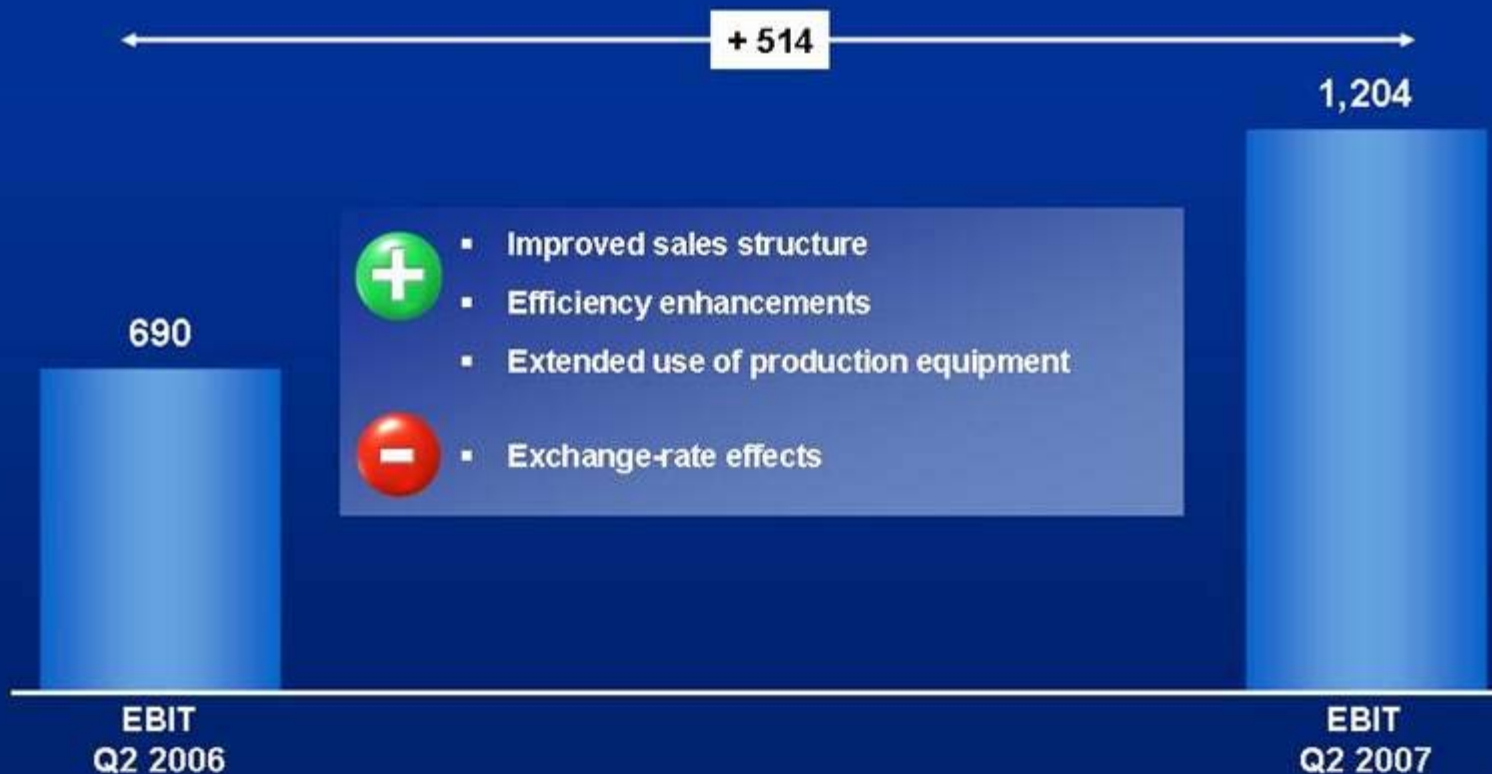 + 514
1,204
690
+
▪ Improved sales structure
▪ Efficiency enhancements
▪ Extended use of production equipment
-
▪ Exchange-rate effects
EBIT
Q2 2006
EBIT
Q2 2007